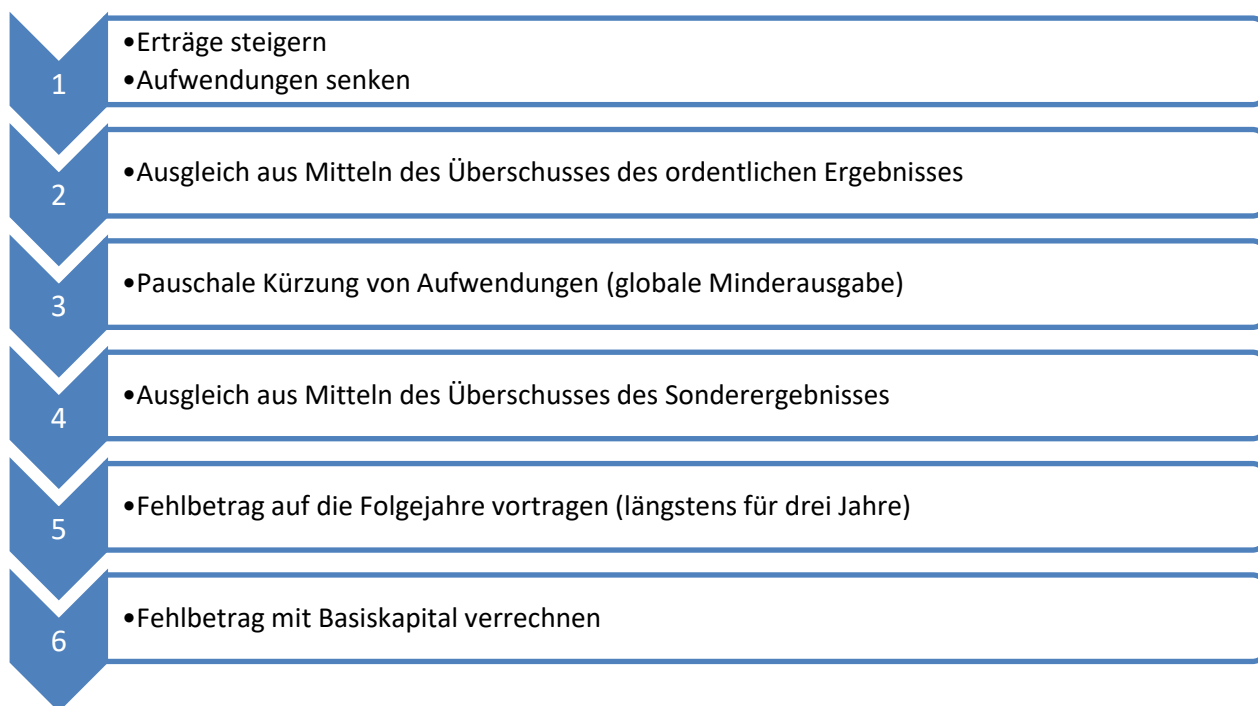 1
•Erträge steigern
•Aufwendungen senken
2
•Ausgleich aus Mitteln des Überschusses des ordentlichen Ergebnisses
3
•Pauschale Kürzung von Aufwendungen (globale Minderausgabe)
4
•Ausgleich aus Mitteln des Überschusses des Sonderergebnisses
5
•Fehlbetrag auf die Folgejahre vortragen (längstens für drei Jahre)
6
•Fehlbetrag mit Basiskapital verrechnen